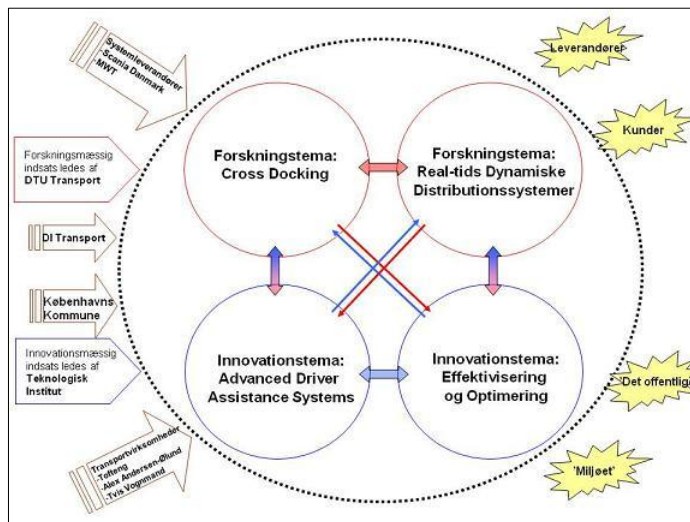 Systemleverandører
-Scania Danmark
-MWT
Forskningsmæssig
indsats ledes af
DTU Transport
DI Transport
Københavns
Kommune
Innovationsmæssig
indsats ledes af
Teknologisk
Institut
Transportvirksomheder
-Tofteng
-Alex Andersen-Ølund
-Tvis Vognmand
Forskningstema:
Cross Docking
Forskningstema:
Real-tids Dynamiske
Distributionssystemer
Innovationstema:
Advanced Driver
Assistance Systems
Innovationstema:
Effektivisering
og Optimering
Leverandører
Kunder
'Det offentlig
'Miljøet'